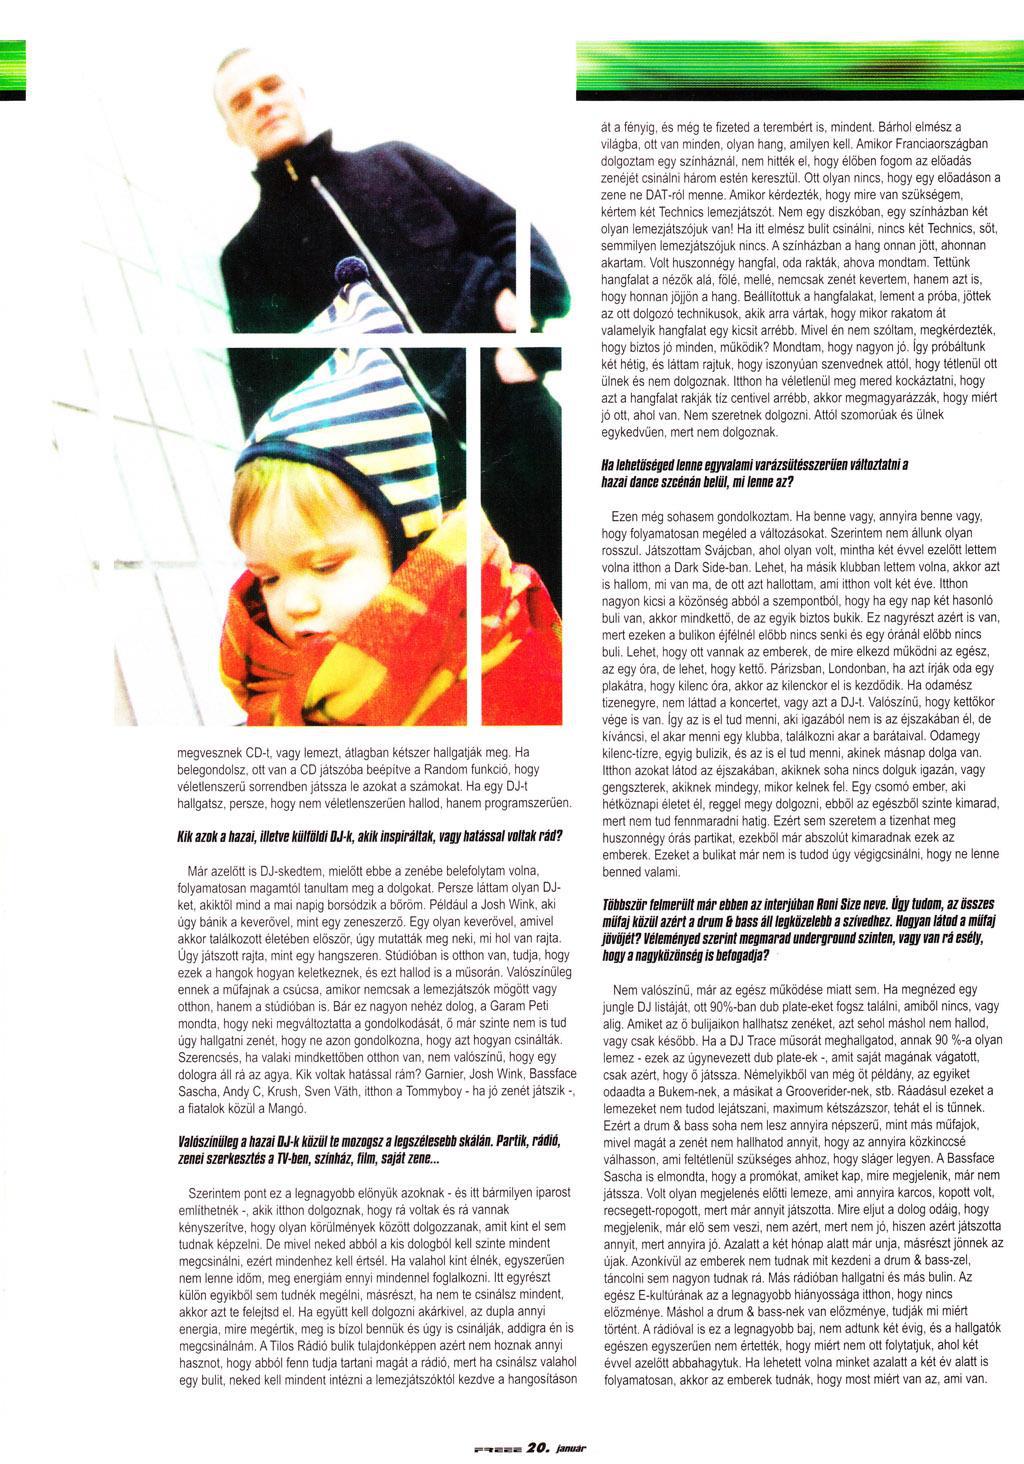 megvesznek CD-t, vagy lemezt, átlagban kétszer hallgatják meg. Ha
belegondolsz, ott van a CD játszóba beépítve a Random funkció, hogy
véletlenszerű sorrendben játssza le azokat a számokat. Ha egy DJ-t
hallgatsz, persze, hogy nem véletlenszerűen hallod, hanem programszerűen.
Kik azok a hazai, illetve külföldi DJ-k, akik inspiráltak, vagy hatással voltak rád?
Már azelőtt is DJ-skedtem, mielőtt ebbe a zenébe belefolytam volna,
folyamatosan magamtól tanultam meg a dolgokat. Persze láttam olyan DJ-
ket, akiktől mind a mai napig borsódzik a bőröm. Például a Josh Wink, aki
úgy bánik a keverővel, mint egy zeneszerző. Egy olyan keverővel, amivel
akkor találkozott életében először, úgy mutatták meg neki, mi hol van rajta.
Úgy játszott rajta, mint egy hangszeren. Stúdióban is otthon van, tudja, hogy
ezek a hangok hogyan keletkeznek, és ezt hallod is a műsorán. Valószínűleg
ennek a műfajnak a csúcsa, amikor nemcsak a lemezjátszók mögött vagy
otthon, hanem a stúdióban is. Bár ez nagyon nehéz dolog, a Garam Peti
mondta, hogy neki megváltoztatta a gondolkodását, ő már szinte nem is tud
úgy hallgatni zenét, hogy ne azon gondolkozna, hogy azt hogyan csinálták.
Szerencsés, ha valaki mindkettőben otthon van, nem valószínű, hogy egy
dologra áll rá az agya. Kik voltak hatással rám? Garnier, Josh Wink, Bassface
Sascha, Andy C, Krush, Sven Väth, itthon a Tommyboy - ha jó zenét játszik -,
a fiatalok közül a Mangó.
Valószínűleg a hazai DJ-k közül te mozogsz a legszélesebb skálán. Partik, rádió,
zenei szerkesztés a TV-ben, színház, film, saját zene...
Szerintem pont ez a legnagyobb előnyük azoknak - és itt bármilyen iparost
említhetnék -, akik itthon dolgoznak, hogy rá voltak és rá vannak
kényszerítve, hogy olyan körülmények között dolgozzanak, amit kint el sem
tudnak képzelni. De mivel neked abból a kis dologból kell szinte mindent
megcsinálni, ezért mindenhez kell értsél. Ha valahol kint élnék, egyszerűen
nem lenne időm, meg energiám ennyi mindennel foglalkozni. Itt egyrészt
külön egyikből sem tudnék megélni, másrészt, ha nem te csinálsz mindent,
akkor azt te felejtsd el. Ha együtt kell dolgozni akárkivel, az dupla annyi
energia, mire megértik, meg is bízol bennük és úgy is csinálják, addigra én is
megcsinálnám. A Tilos Rádió bulik tulajdonképpen azért nem hoznak annyi
hasznot, hogy abból fenn tudja tartani magát a rádió, mert ha csinálsz valahol
egy bulit, neked kell mindent intézni a lemezjátszóktól kezdve a hangosításon
át a fényig, és még te fizeted a terembért is, mindent. Bárhol elmész a
világba, ott van minden, olyan hang, amilyen kell. Amikor Franciaországban
dolgoztam egy színháznál, nem hitték el, hogy élőben fogom az előadás
zenéjét csinálni három estén keresztül. Ott olyan nincs, hogy egy előadáson a
zene ne DAT-ról menne. Amikor kérdezték, hogy mire van szükségem,
kértem két Technics lemezjátszót. Nem egy diszkóban, egy színházban két
olyan lemezjátszójuk van! Ha itt elmész bulit csinálni, nincs két Technics, sőt,
semmilyen lemezjátszójuk nincs. A színházban a hang onnan jött, ahonnan
akartam. Volt huszonnégy hangfal, oda rakták, ahova mondtam. Tettünk
hangfalat a nézők alá, fölé, mellé, nemcsak zenét kevertem, hanem azt is,
hogy honnan jöjjön a hang. Beállítottuk a hangfalakat, lement a próba, jöttek
az ott dolgozó technikusok, akik arra vártak, hogy mikor rakatom át
valamelyik hangfalat egy kicsit arrébb. Mivel én nem szóltam, megkérdezték,
hogy biztos jó minden, működik? Mondtam, hogy nagyon jó. Így próbáltunk
két hétig, és láttam rajtuk, hogy iszonyúan szenvednek attól, hogy tétlenül ott
ülnek és nem dolgoznak. Itthon ha véletlenül meg mered kockáztatni, hogy
azt a hangfalat rakják tíz centivel arrébb, akkor megmagyarázzák, hogy miért
jó ott, ahol van. Nem szeretnek dolgozni. Attól szomorúak és ülnek
egykedvűen, mert nem dolgoznak.
Ha lehetőséged lenne egyvalami varázsütésszerűen változtatni a
hazai dance szcénán belül, mi lenne az?
Ezen még sohasem gondolkoztam. Ha benne vagy, annyira benne vagy,
hogy folyamatosan megéled a változásokat. Szerintem nem állunk olyan
rosszul. Játszottam Svájcban, ahol olyan volt, mintha két évvel ezelőtt lettem
volna itthon a Dark Side-ban. Lehet, ha másik klubban lettem volna, akkor azt
is hallom, mi van ma, de ott azt hallottam, ami itthon volt két éve. Itthon
nagyon kicsi a közönség abból a szempontból, hogy ha egy nap két hasonló
buli van, akkor mindkettő, de az egyik biztos bukik. Ez nagyrészt azért is van,
mert ezeken a bulikon éjfélnél előbb nincs senki és egy óránál előbb nincs
buli. Lehet, hogy ott vannak az emberek, de mire elkezd működni az egész,
az egy óra, de lehet, hogy kettő. Párizsban, Londonban, ha azt írják oda egy
plakátra, hogy kilenc óra, akkor az kilenckor el is kezdődik. Ha odamész
tizenegyre, nem láttad a koncertet, vagy azt a DJ-t. Valószínű, hogy kettőkor
vége is van. Így az is el tud menni, aki igazából nem is az éjszakában él, de
kíváncsi, el akar menni egy klubba, találkozni akar a barátaival. Odamegy
kilenc-tízre, egyig bulizik, és az is el tud menni, akinek másnap dolga van.
Itthon azokat látod az éjszakában, akiknek soha nincs dolguk igazán, vagy
gengszterek, akiknek mindegy, mikor kelnek fel. Egy csomó ember, aki
hétköznapi életet él, reggel megy dolgozni, ebből az egészből szinte kimarad,
mert nem tud fennmaradni hatig. Ezért sem szeretem a tizenhat meg
huszonnégy órás partikat, ezekből már abszolút kimaradnak ezek az
emberek. Ezeket a bulikat már nem is tudod úgy végigcsinálni, hogy ne lenne
benned valami.
Többször felmerült már ebben az interjúban Roni Size neve. Úgy tudom, az összes
műfaj közül azért a drum & bass áll legközelebb a szívedhez. Hogyan látod a műfaj
jövőjét? Véleményed szerint megmarad underground szinten, vagy van rá esély,
hogy a nagyközönség is befogadja?
Nem valószínű, már az egész működése miatt sem. Ha megnézed egy
jungle DJ listáját, ott 90%-ban dub plate-eket fogsz találni, amiből nincs, vagy
alig. Amiket az ő bulijaikon hallhatsz zenéket, azt sehol máshol nem hallod,
vagy csak később. Ha a DJ Trace műsorát meghallgatod, annak 90 %-a olyan
lemez - ezek az úgynevezett dub plate-ek -, amit saját magának vágatott,
csak azért, hogy ő játssza. Némelyikből van még öt példány, az egyiket
odaadta a Bukem-nek, a másikat a Grooverider-nek, stb. Ráadásul ezeket a
lemezeket nem tudod lejátszani, maximum kétszázszor, tehát el is tűnnek.
Ezért a drum & bass soha nem lesz annyira népszerű, mint más műfajok,
mivel magát a zenét nem hallhatod annyit, hogy az annyira közkinccsé
válhasson, ami feltétlenül szükséges ahhoz, hogy sláger legyen. A Bassface
Sascha is elmondta, hogy a promókat, amiket kap, mire megjelenik, már nem
játssza. Volt olyan megjelenés előtti lemeze, ami annyira karcos, kopott volt,
recsegett-ropogott, mert már annyit játszotta. Mire eljut a dolog odáig, hogy
megjelenik, már elő sem veszi, nem azért, mert nem jó, hiszen azért játszotta
annyit, mert annyira jó. Azalatt a két hónap alatt már unja, másrészt jönnek az
újak. Azonkívül az emberek nem tudnak mit kezdeni a drum & bass-zel,
táncolni sem nagyon tudnak rá. Más rádióban hallgatni és más bulin. Az
egész E-kultúrának az a legnagyobb hiányossága itthon, hogy nincs
előzménye. Máshol a drum & bass-nek van előzménye, tudják mi miért
történt. A rádióval is ez a legnagyobb baj, nem adtunk két évig, és a hallgatók
egészen egyszerűen nem értették, hogy miért nem ott folytatjuk, ahol két
évvel azelőtt abbahagytuk. Ha lehetett volna minket azalatt a két év alatt is
folyamatosan, akkor az emberek tudnák, hogy most miért van az, ami van.
20. január